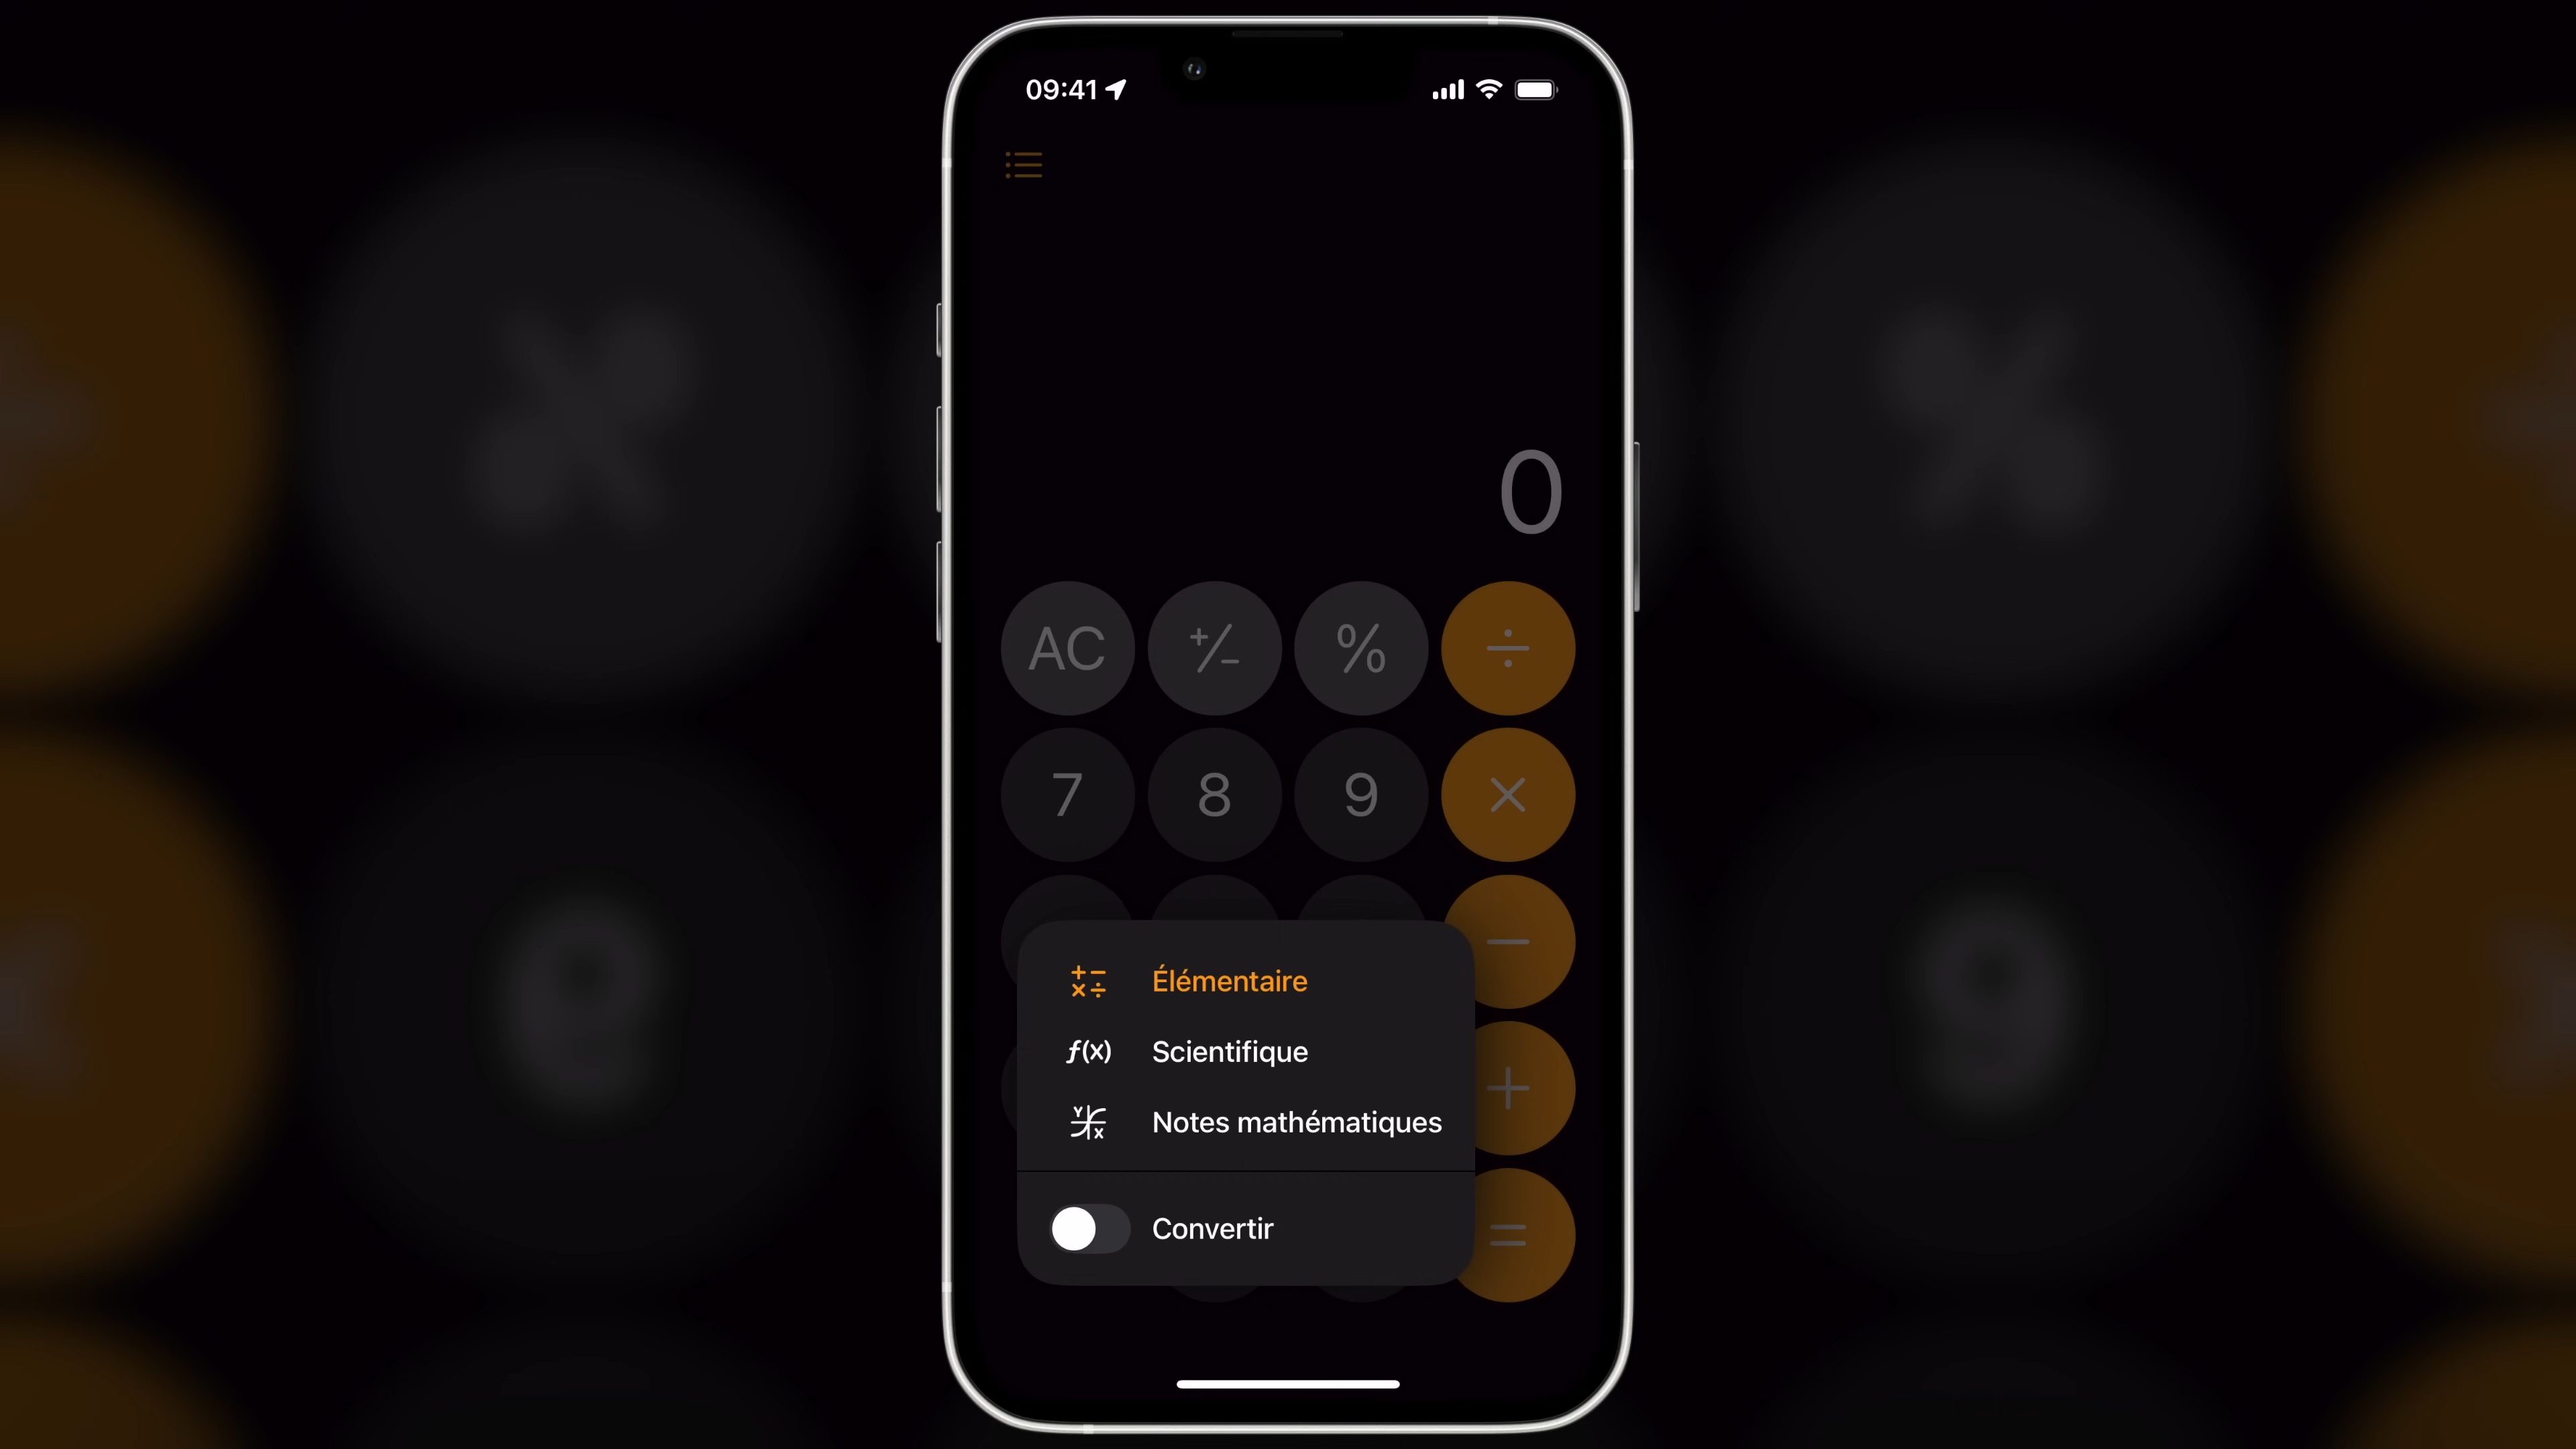 09:41
0
AC +/- % ÷
7 8 9 ×
−
+
=
Élémentaire
f(x) Scientifique
Y X Notes mathématiques
Convertir